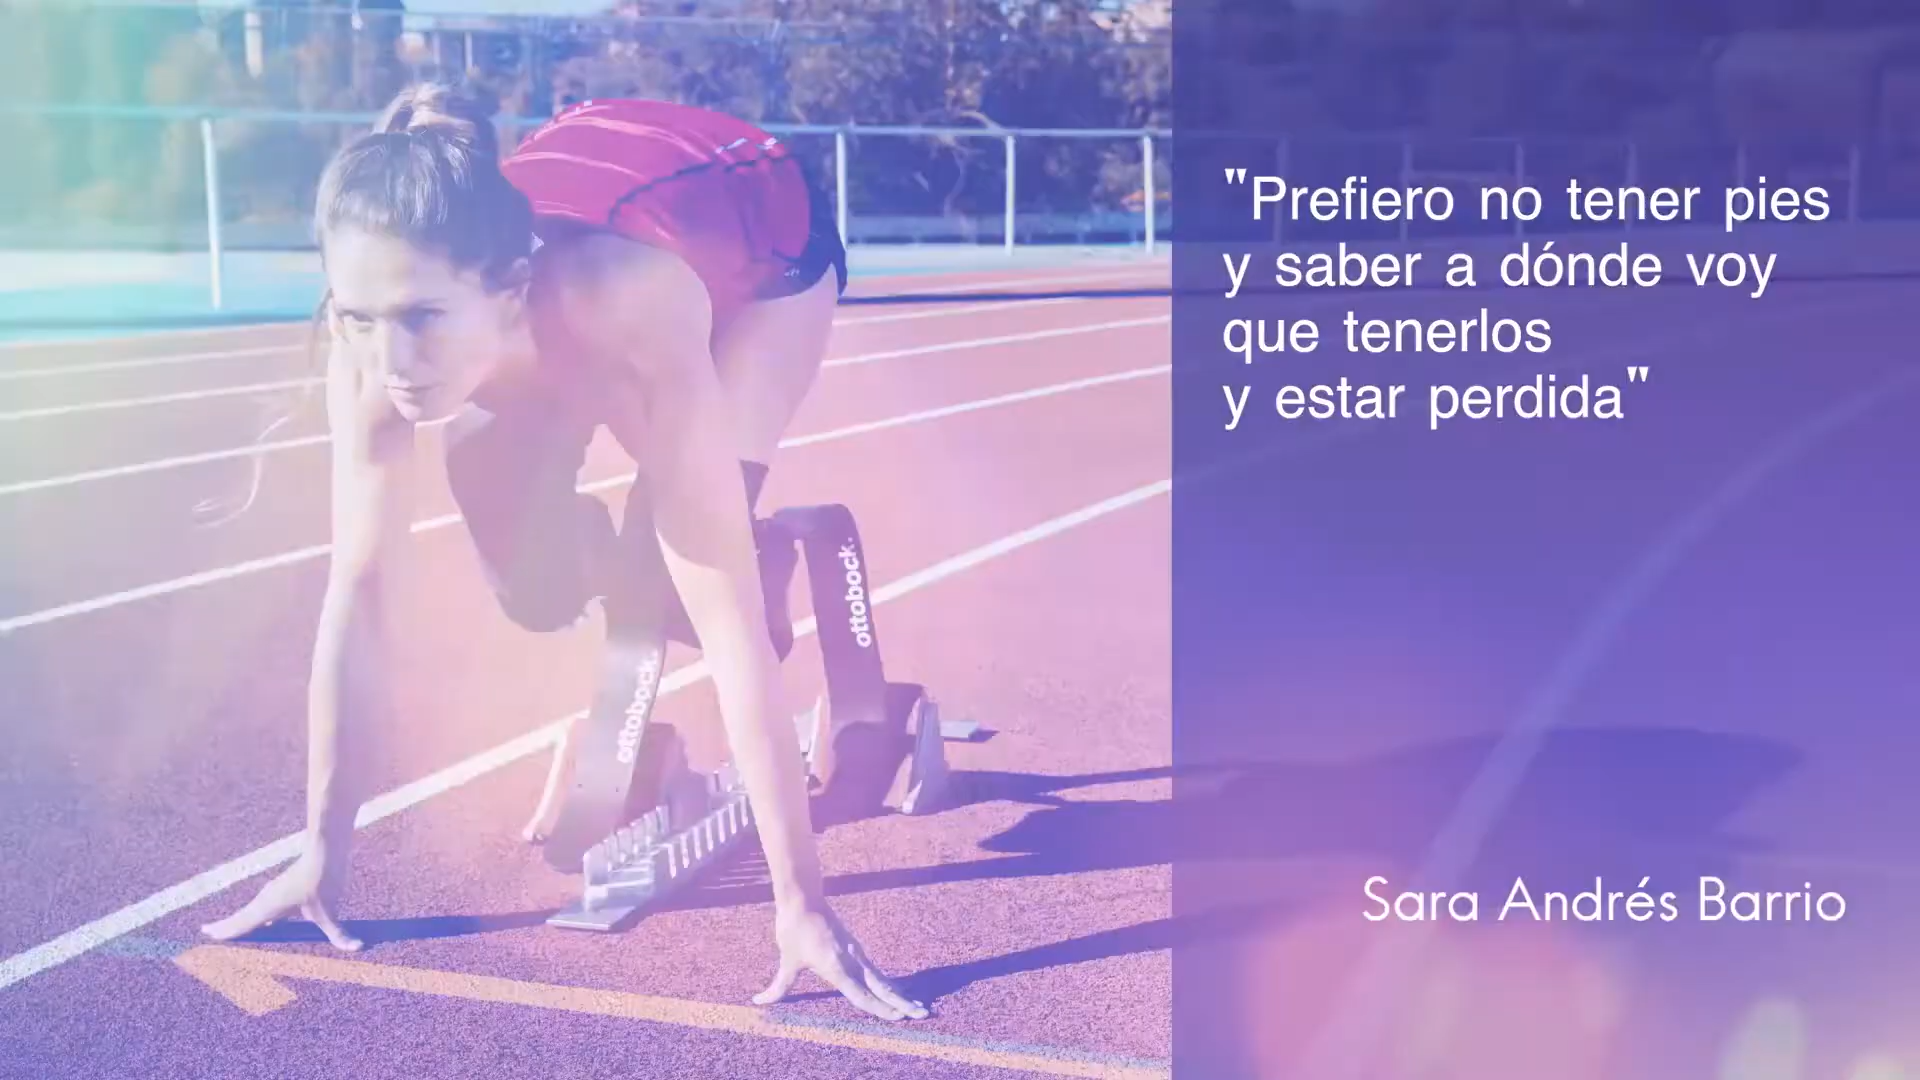 "Prefiero no tener pies
y saber a dónde voy
que tenerlos
y estar perdida"
ottobock.
ottobock.
Sara Andrés Barrio